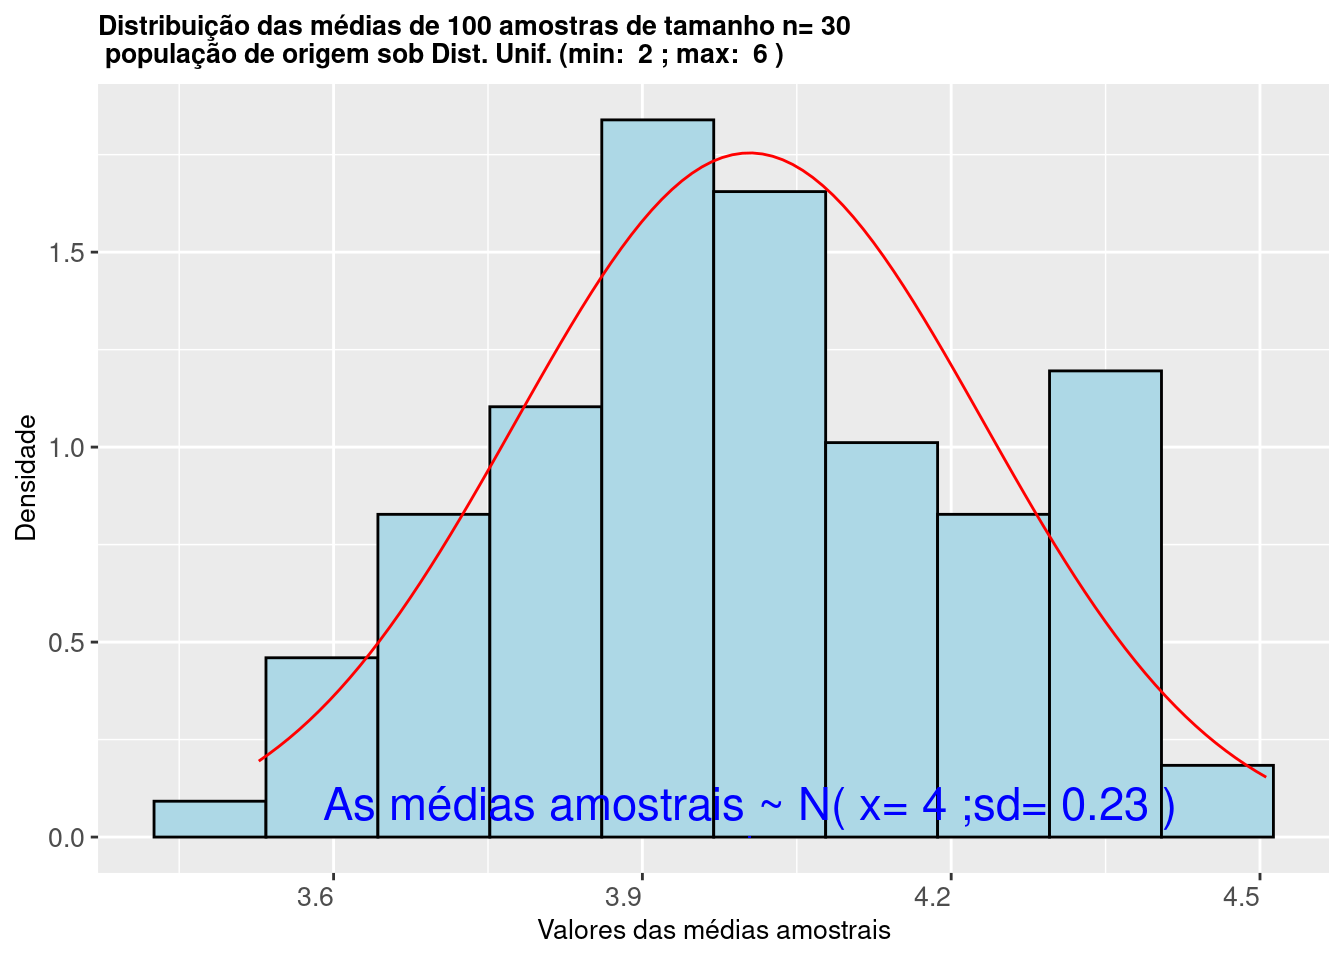 Distribuição das médias de 100 amostras de tamanho n= 30
população de origem sob Dist. Unif. (min:  2 ; max:  6 )
Densidade
1.5
1.0
0.5
0.0
As médias amostrais ~ N( x= 4 ;sd= 0.23 )
3.6
3.9
4.2
4.5
Valores das médias amostrais